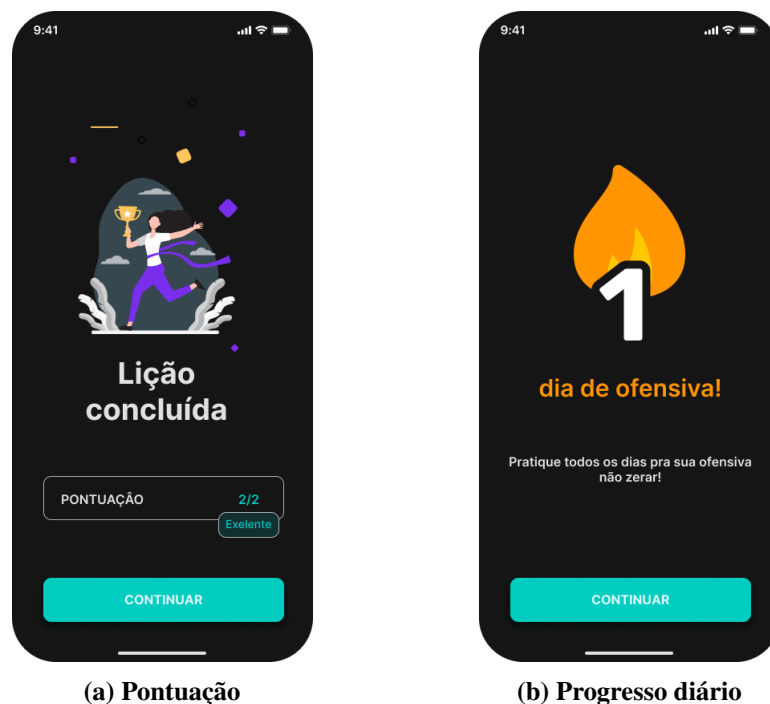 9:41
Lição
concluída
PONTUAÇÂO 2/2
Exelente
CONTINUAR
(a) Pontuação
9:41
1
dia de ofensiva!
Pratique todos os dias pra sua ofensiva
não zerar!
CONTINUAR
(b) Progresso diário